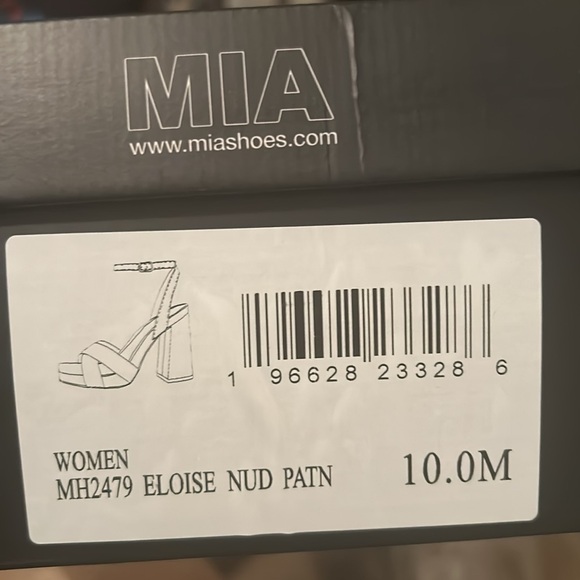 MIA
www.miashoes.com
1 96628 23328 6
WOMEN
MH2479 ELOISE NUD PATN 10.0M